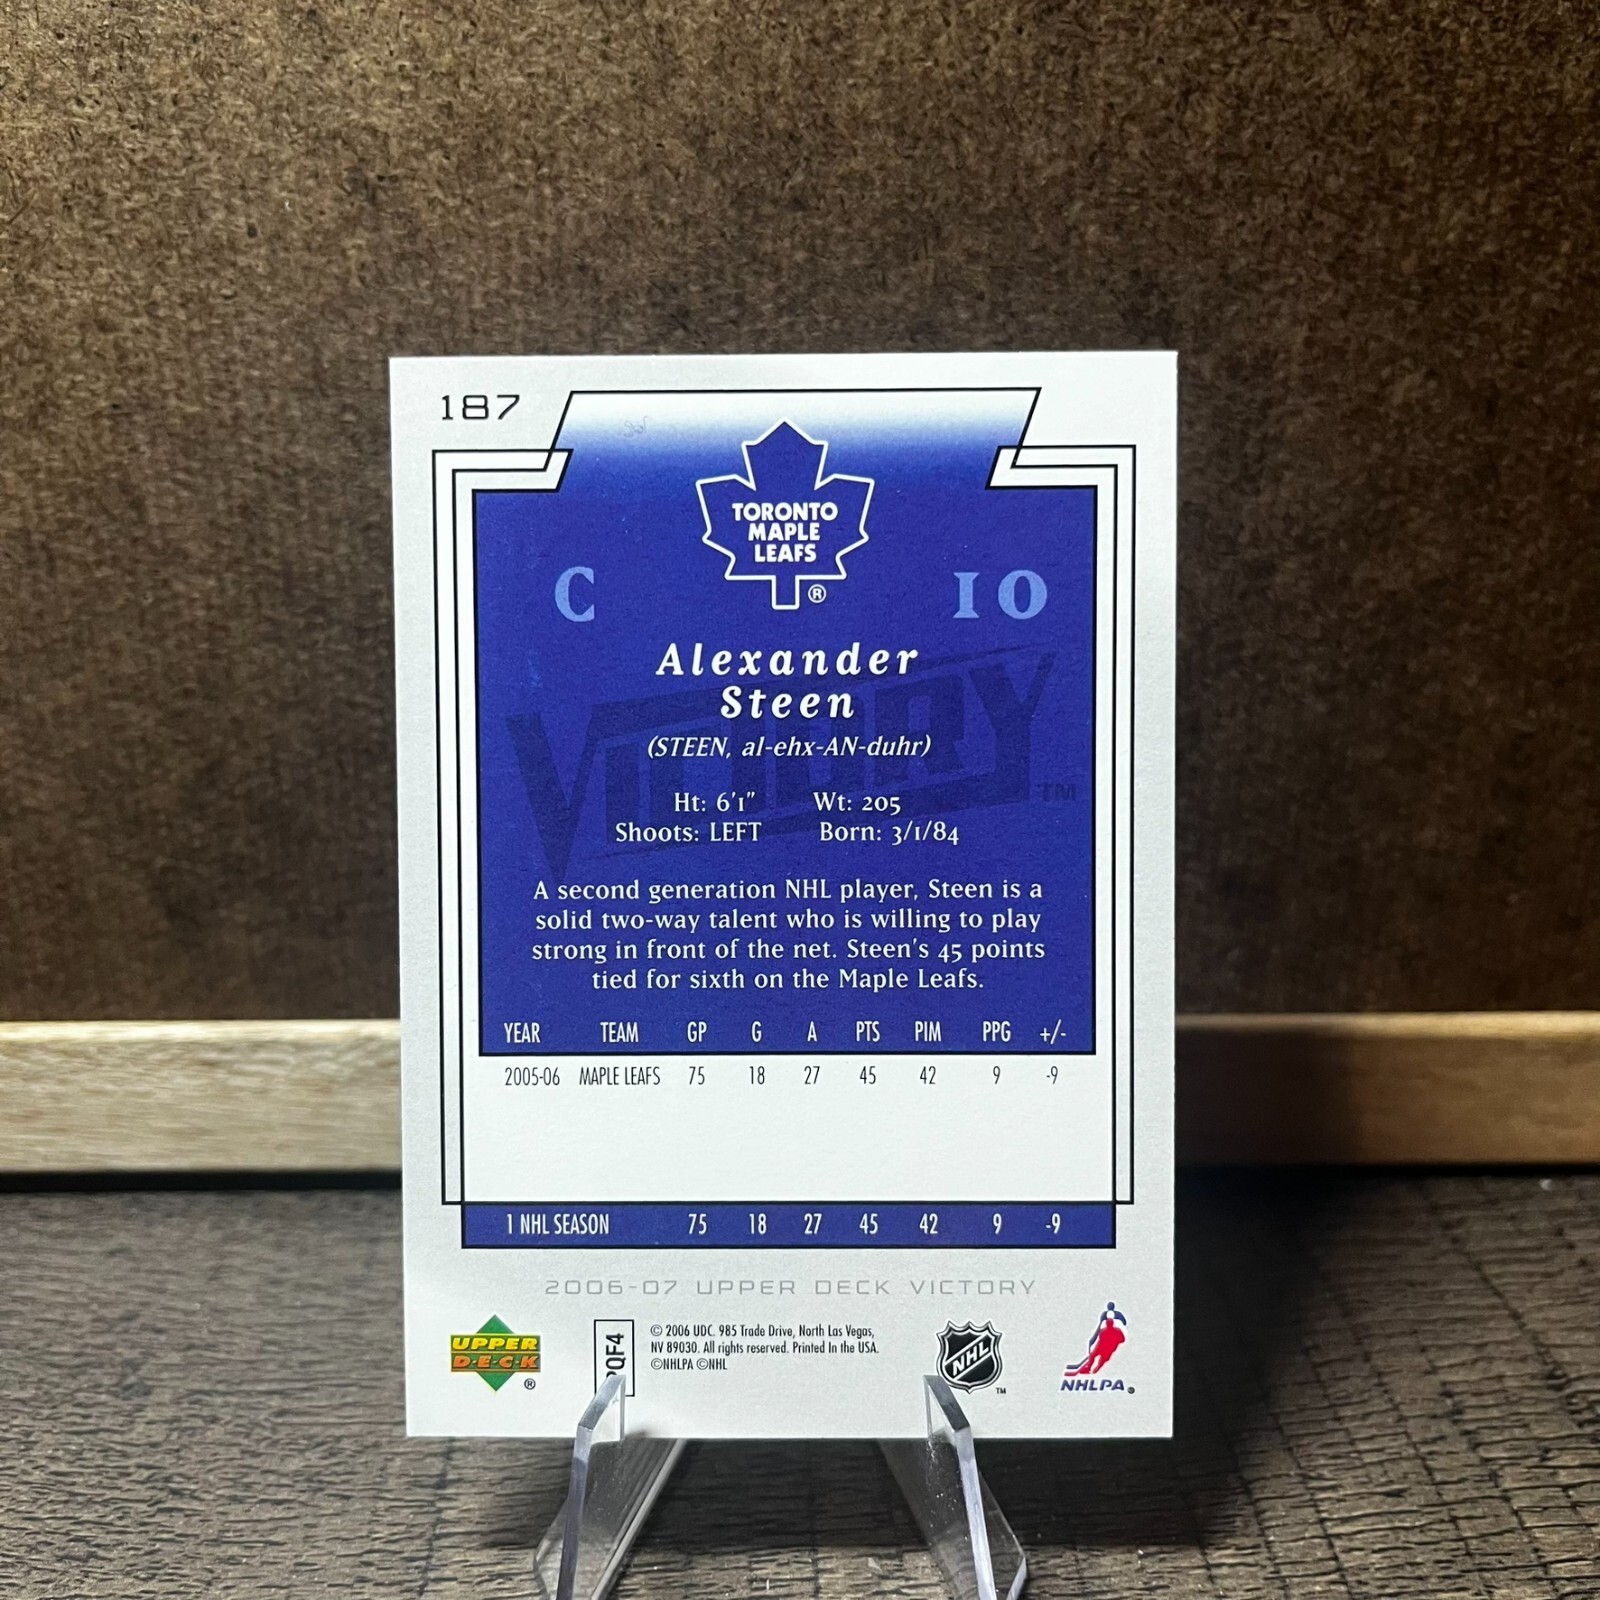 187
TORONTO
MAPLE
LEAFS
®
C 10
Alexander
Steen
(STEEN, al-ehx-AN-duhr)
VICTORY TM
Ht: 6'1" Wt: 205
Shoots: LEFT Born: 3/1/84
A second generation NHL player, Steen is a
solid two-way talent who is willing to play
strong in front of the net. Steen's 45 points
tied for sixth on the Maple Leafs.
YEAR TEAM GP G A PTS PIM PPG +/-
2005-06 MAPLE LEAFS 75 18 27 45 42 9 -9
1 NHL SEASON 75 18 27 45 42 9 -9
2006-07 UPPER DECK VICTORY
UPPER
DECK
®
© 2006 UDC. 985 Trade Drive, North Las Vegas,
NV 89030. All rights reserved. Printed In the USA.
©NHLPA ©NHL
NHL
TM
NHLPA®